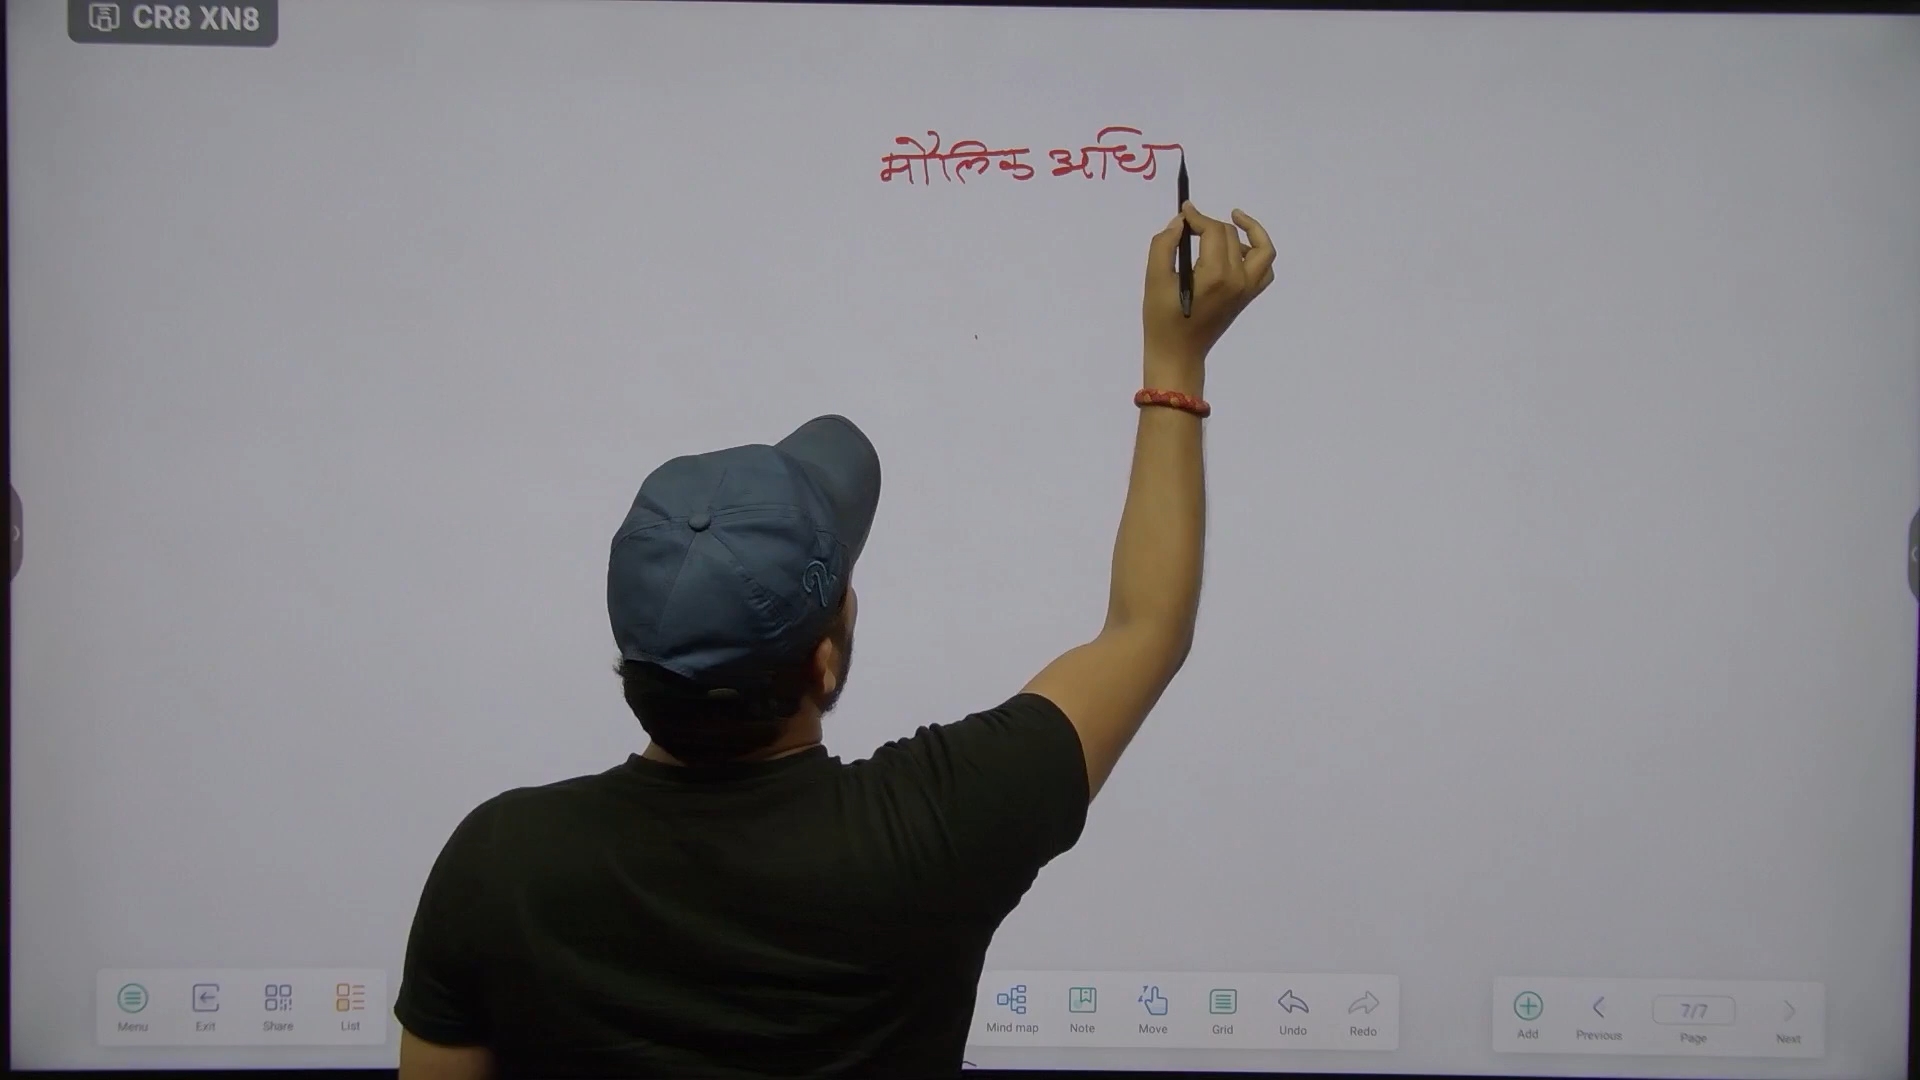 CR8 XN8
मौलिक अधि
Menu
Exit
Share
List
Mind map
Note
Move
Grid
Undo
Redo
Add
Previous
7/7
Page
Next